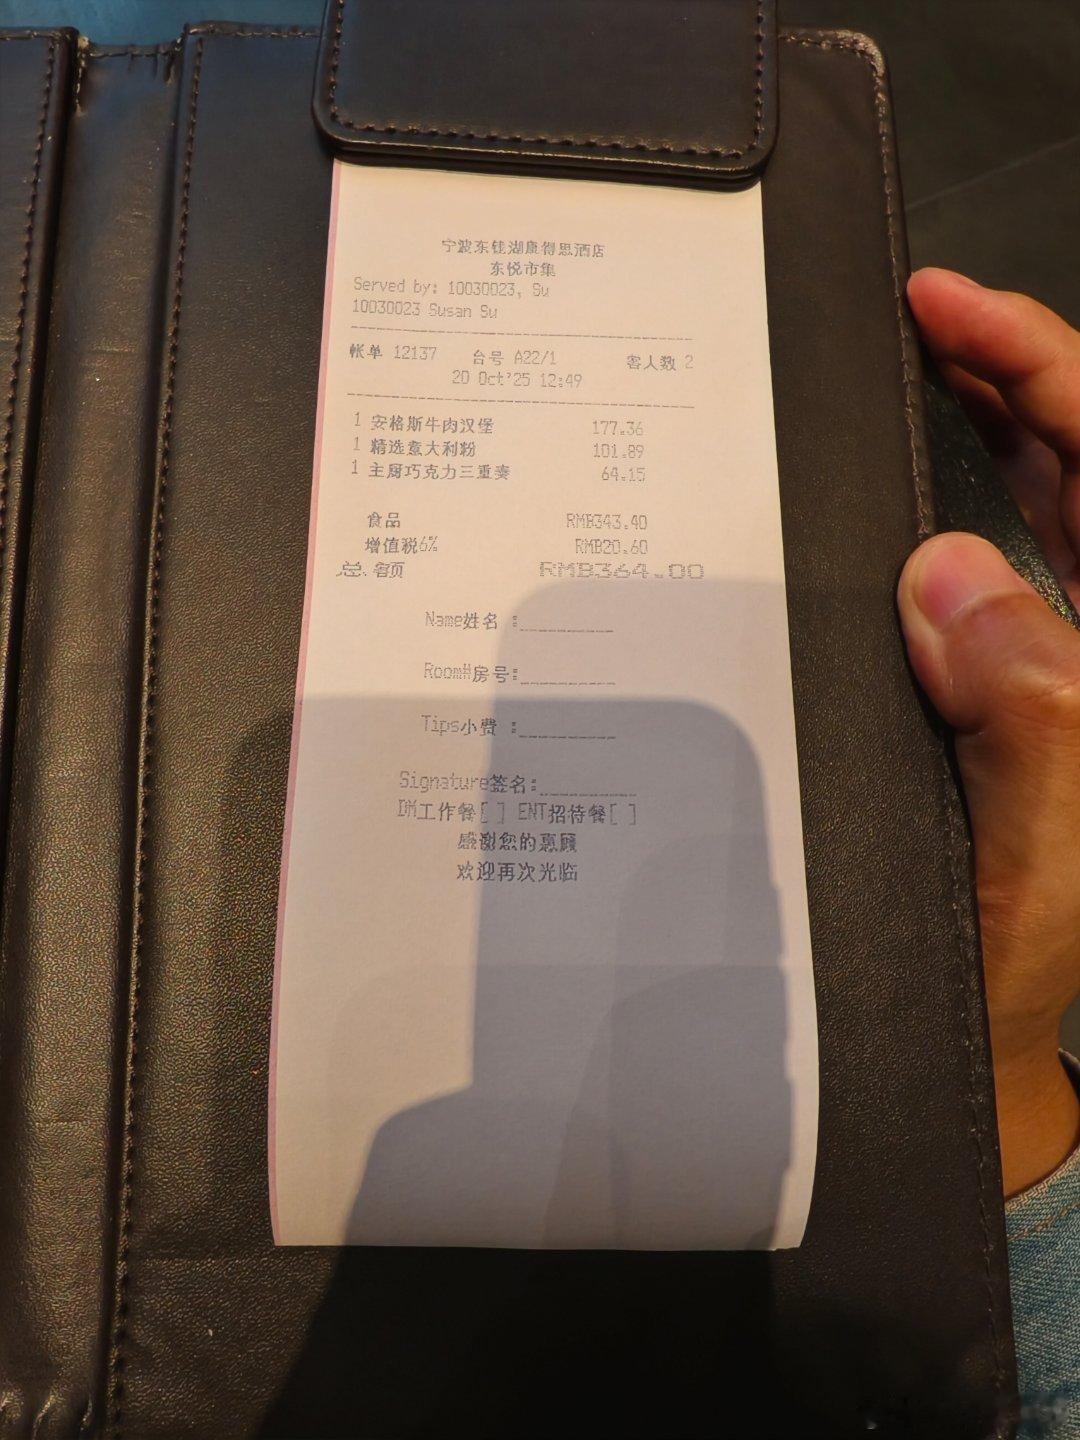 宁波东钱湖康得思酒店
东悦市集
Served by: 10030023, Su
10030023 Susan Su
帐单 12137 台号 A22/1 客人数 2
20 Oct'25 12:49
1 安格斯牛肉汉堡 177.36
1 精选意大利粉 101.89
1 主厨巧克力三重奏 64.15
食品 RMB343.40
增值税6% RMB20.60
总额 RMB364.00
Name姓名 :
Room#房号:
Tips小费 :
Signature签名:
DM工作餐[ ] ENT招待餐[ ]
感谢您的惠顾
欢迎再次光临